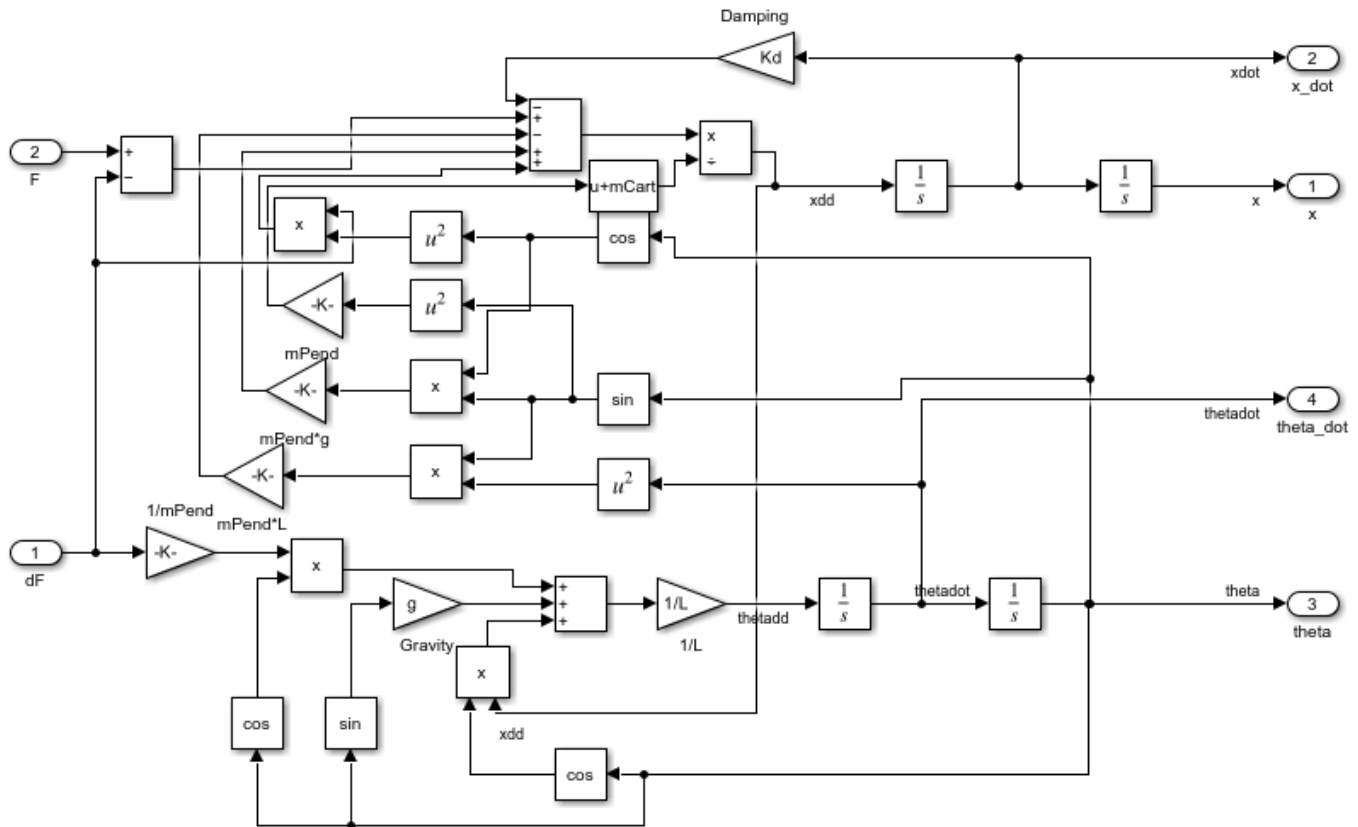 Damping
Kd
xdot
2
x_dot
2
F
+
−
−
+
−
+
+
x
÷
u+mCart
1
s
1
s
xdd
x
1
x
x
u²
cos
-K-
u²
mPend
-K-
x
sin
thetadot
4
theta_dot
mPend*g
-K-
x
u²
1/mPend
mPend*L
1
dF
-K-
x
g
Gravity
+
+
+
1/L
1/L
thetadd
1
s
thetadot
1
s
theta
3
theta
x
cos
sin
xdd
cos